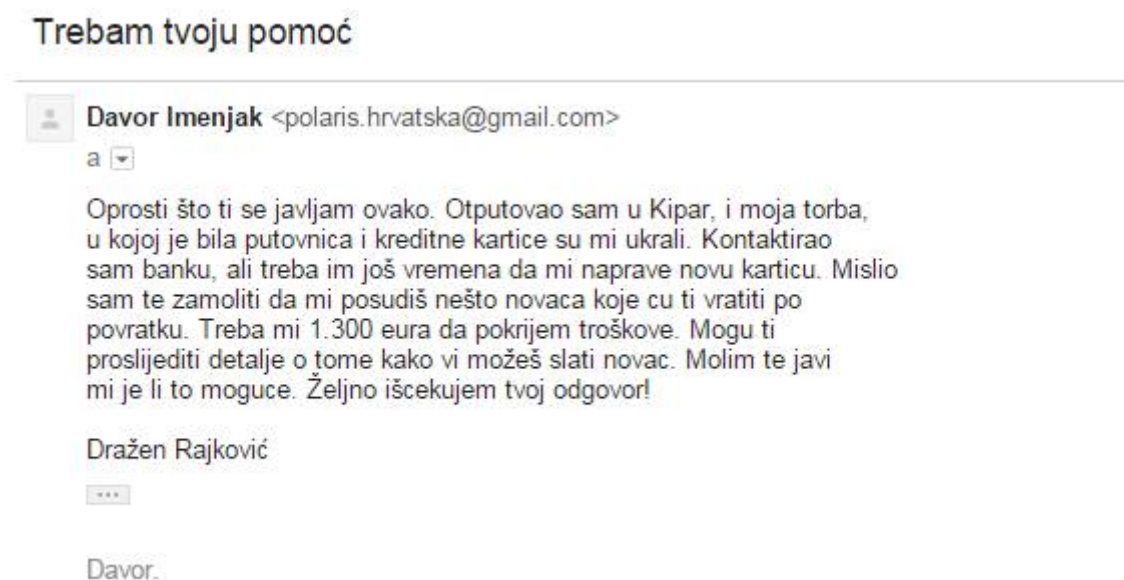 Trebam tvoju pomoć
Davor Imenjak <polaris.hrvatska@gmail.com>
a
Oprosti što ti se javljam ovako. Otputovao sam u Kipar, i moja torba,
u kojoj je bila putovnica i kreditne kartice su mi ukrali. Kontaktirao
sam banku, ali treba im još vremena da mi naprave novu karticu. Mislio
sam te zamoliti da mi posudiš nešto novaca koje cu ti vratiti po
povratku. Treba mi 1.300 eura da pokrijem troškove. Mogu ti
proslijediti detalje o tome kako vi možeš slati novac. Molim te javi
mi je li to moguce. Željno išcekujem tvoj odgovor!
Dražen Rajković
...
Davor.